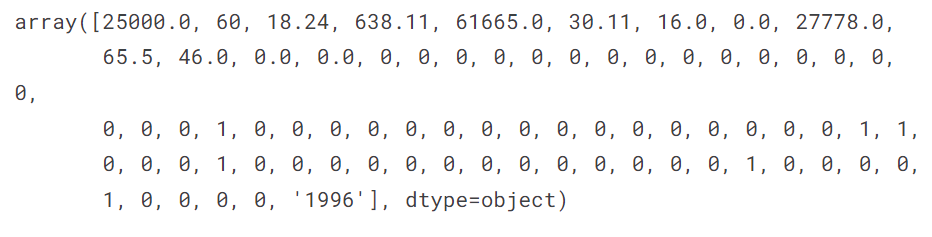 array([25000.0, 60, 18.24, 638.11, 61665.0, 30.11, 16.0, 0.0, 27778.0,
65.5, 46.0, 0.0, 0.0, 0, 0, 0, 0, 0, 0, 0, 0, 0, 0, 0, 0, 0, 0,
0,
0, 0, 0, 1, 0, 0, 0, 0, 0, 0, 0, 0, 0, 0, 0, 0, 0, 0, 0, 0, 1, 1,
0, 0, 0, 1, 0, 0, 0, 0, 0, 0, 0, 0, 0, 0, 0, 0, 0, 1, 0, 0, 0, 0,
1, 0, 0, 0, 0, '1996'], dtype=object)